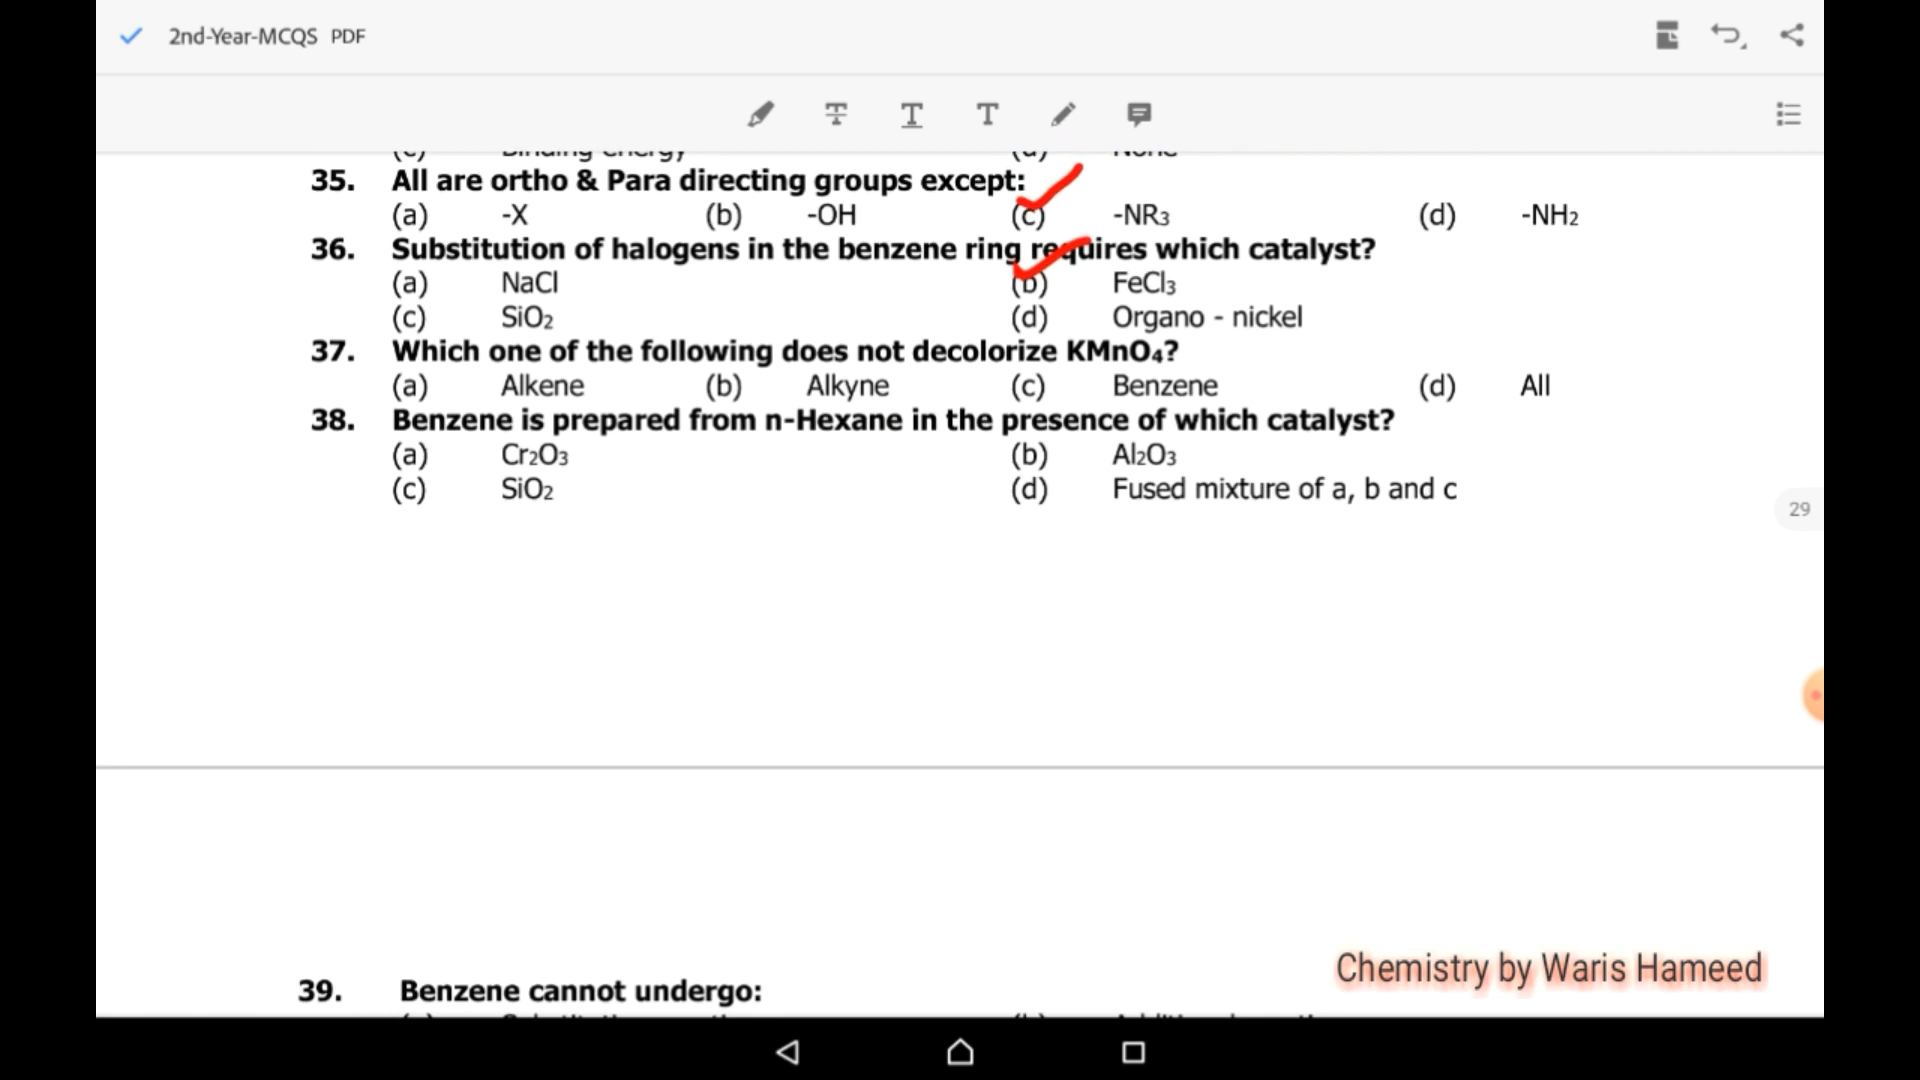 2nd-Year-MCQS PDF
(c) Binding energy (d) None
35. All are ortho & Para directing groups except:
(a) -X (b) -OH (c) -NR3 (d) -NH2
36. Substitution of halogens in the benzene ring requires which catalyst?
(a) NaCl (b) FeCl3
(c) SiO2 (d) Organo - nickel
37. Which one of the following does not decolorize KMnO4?
(a) Alkene (b) Alkyne (c) Benzene (d) All
38. Benzene is prepared from n-Hexane in the presence of which catalyst?
(a) Cr2O3 (b) Al2O3
(c) SiO2 (d) Fused mixture of a, b and c
29
Chemistry by Waris Hameed
39. Benzene cannot undergo: